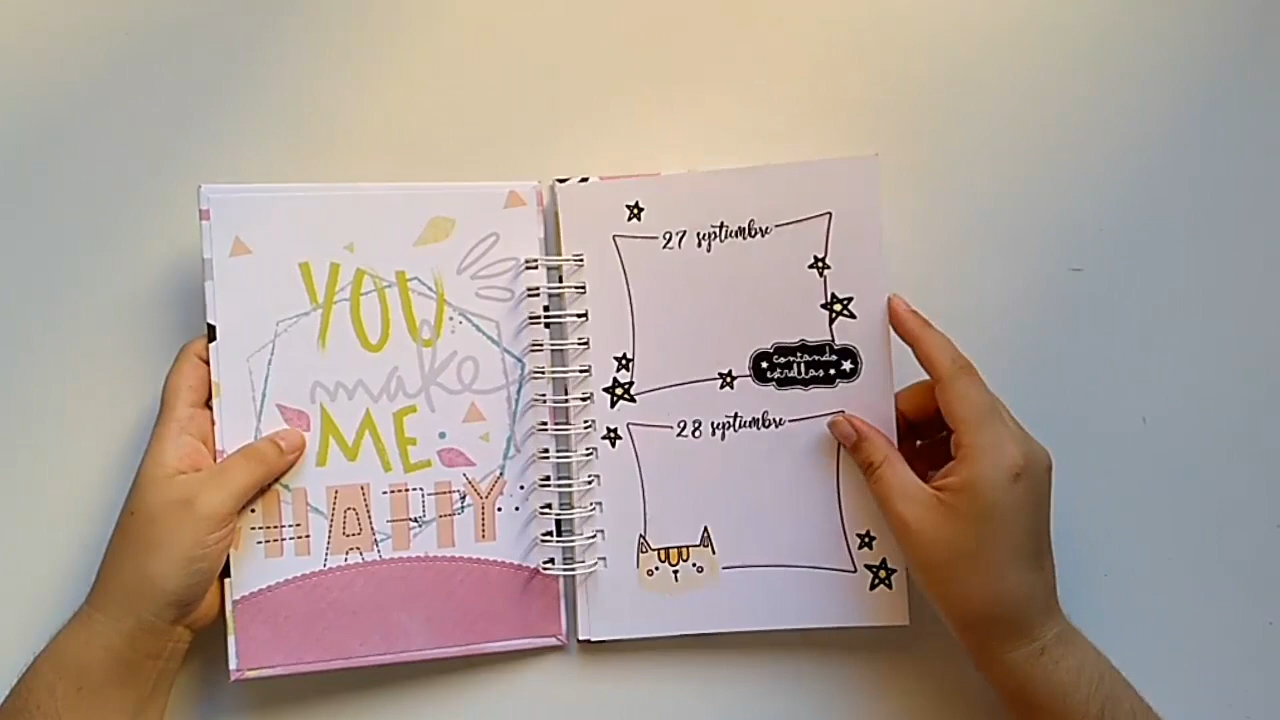 YOU
make
ME
HAPPY
27 septiembre
contando
estrellas
28 septiembre